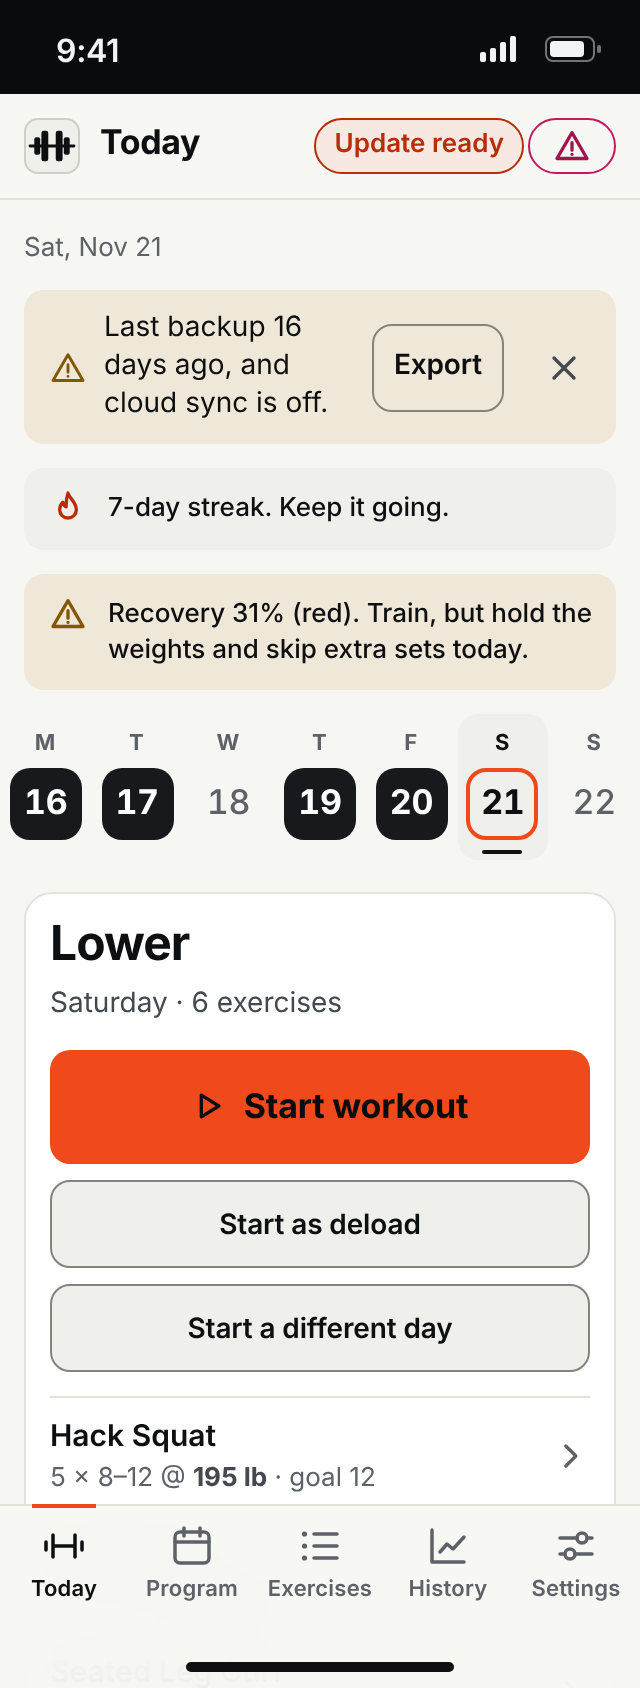 9:41
Today
Update ready
Sat, Nov 21
Last backup 16
days ago, and
cloud sync is off.
Export
7-day streak. Keep it going.
Recovery 31% (red). Train, but hold the
weights and skip extra sets today.
M T W T F S S
16 17 18 19 20 21 22
Lower
Saturday · 6 exercises
Start workout
Start as deload
Start a different day
Hack Squat
5 × 8–12 @ 195 lb · goal 12
Today Program Exercises History Settings
Seated Leg Curl